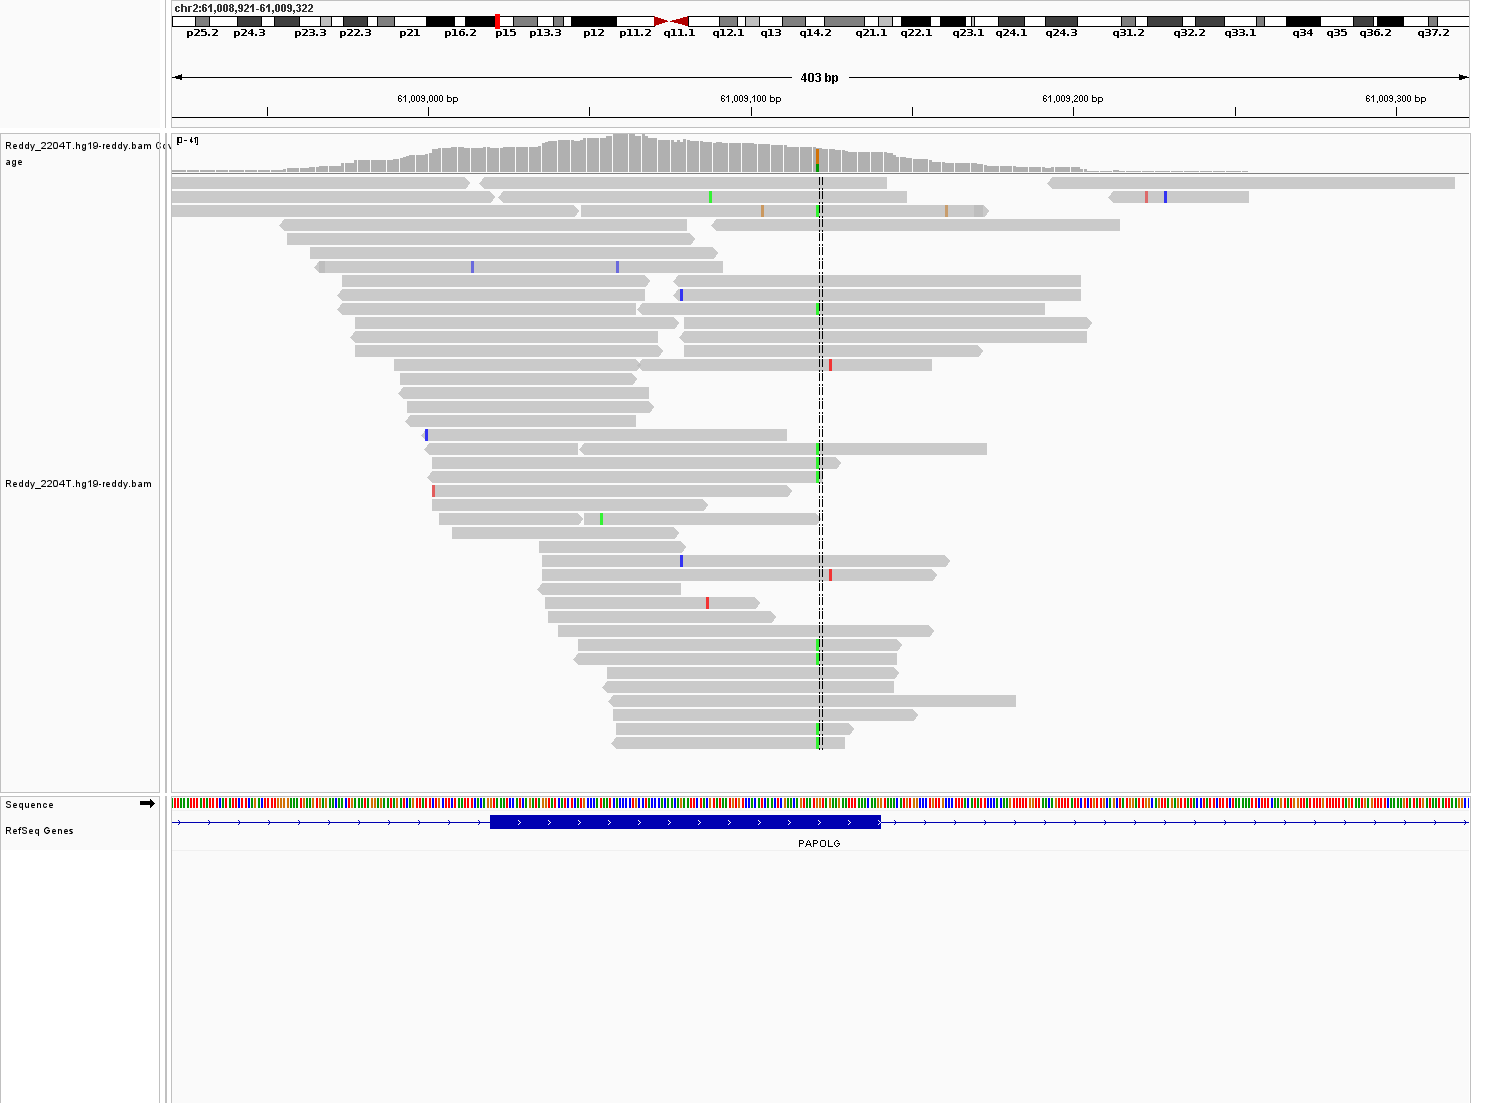 chr2:61,008,921-61,009,322
p25.2 p24.3 p23.3 p22.3 p21 p16.2 p15 p13.3 p12 p11.2 q11.1 q12.1 q13 q14.2 q21.1 q22.1 q23.1 q24.1 q24.3 q31.2 q32.2 q33.1 q34 q35 q36.2 q37.2
403 bp
61,009,000 bp 61,009,100 bp 61,009,200 bp 61,009,300 bp
[0 - 41]
Reddy_2204T.hg19-reddy.bam Cov
age
Reddy_2204T.hg19-reddy.bam
Sequence
RefSeq Genes
PAPOLG